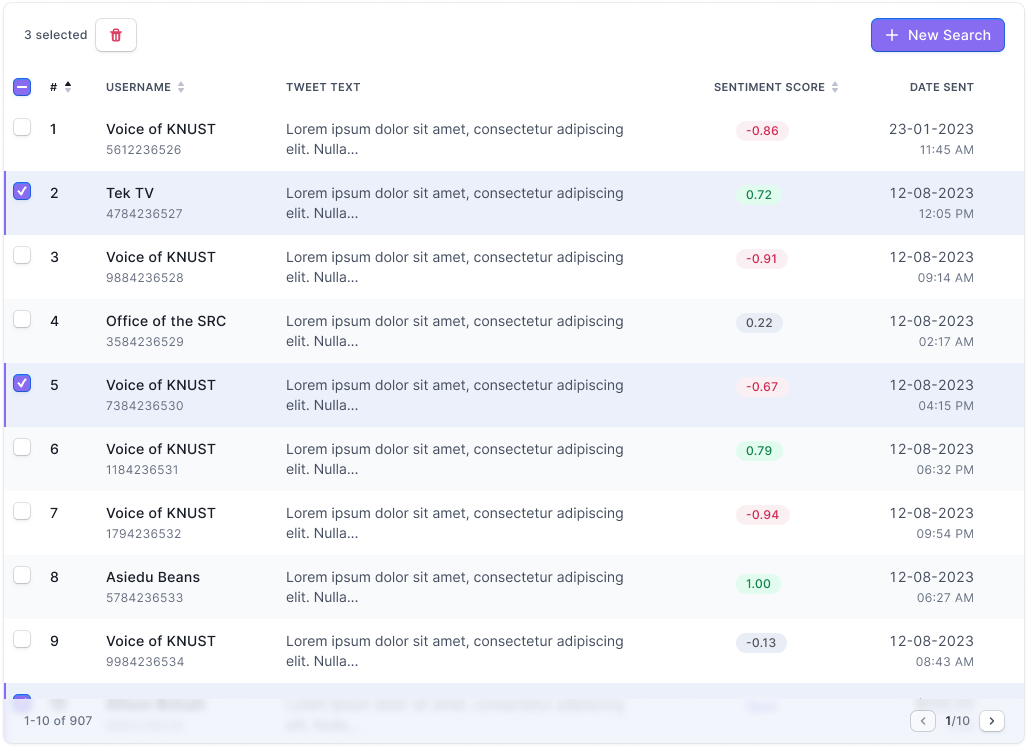 3 selected
New Search
# USERNAME TWEET TEXT SENTIMENT SCORE DATE SENT
1 Voice of KNUST Lorem ipsum dolor sit amet, consectetur adipiscing -0.86 23-01-2023
5612236526 elit. Nulla... 11:45 AM
2 Tek TV Lorem ipsum dolor sit amet, consectetur adipiscing 0.72 12-08-2023
4784236527 elit. Nulla... 12:05 PM
3 Voice of KNUST Lorem ipsum dolor sit amet, consectetur adipiscing -0.91 12-08-2023
9884236528 elit. Nulla... 09:14 AM
4 Office of the SRC Lorem ipsum dolor sit amet, consectetur adipiscing 0.22 12-08-2023
3584236529 elit. Nulla... 02:17 AM
5 Voice of KNUST Lorem ipsum dolor sit amet, consectetur adipiscing -0.67 12-08-2023
7384236530 elit. Nulla... 04:15 PM
6 Voice of KNUST Lorem ipsum dolor sit amet, consectetur adipiscing 0.79 12-08-2023
1184236531 elit. Nulla... 06:32 PM
7 Voice of KNUST Lorem ipsum dolor sit amet, consectetur adipiscing -0.94 12-08-2023
1794236532 elit. Nulla... 09:54 PM
8 Asiedu Beans Lorem ipsum dolor sit amet, consectetur adipiscing 1.00 12-08-2023
5784236533 elit. Nulla... 06:27 AM
9 Voice of KNUST Lorem ipsum dolor sit amet, consectetur adipiscing -0.13 12-08-2023
9984236534 elit. Nulla... 08:43 AM
1-10 of 907 1/10